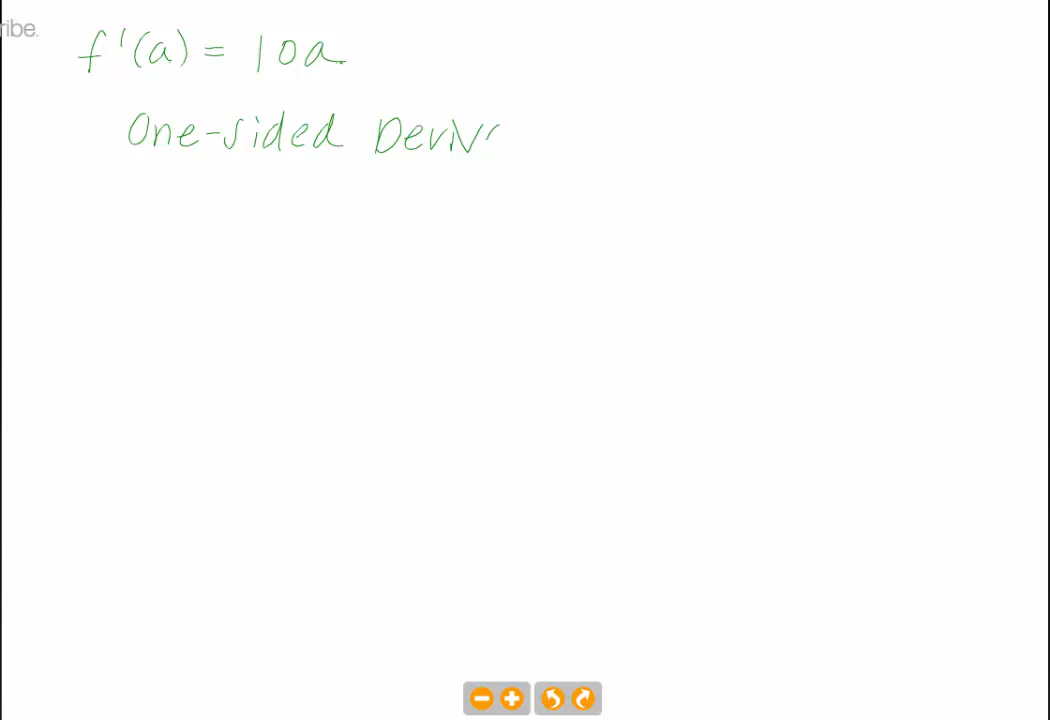 ribe.
f'(a) = 10a
One-sided Deriv